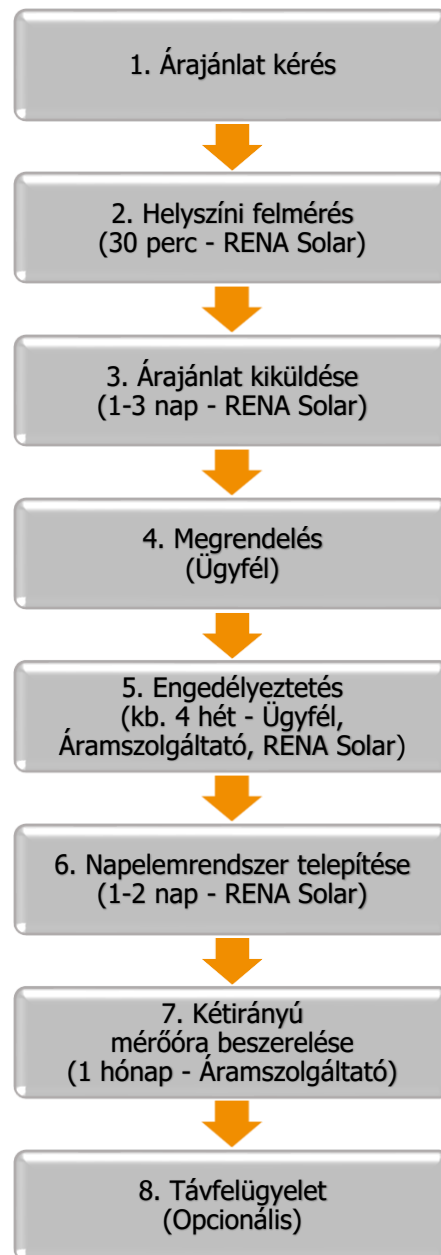 1. Árajánlat kérés
2. Helyszíni felmérés
(30 perc - RENA Solar)
3. Árajánlat kiküldése
(1-3 nap - RENA Solar)
4. Megrendelés
(Ügyfél)
5. Engedélyeztetés
(kb. 4 hét - Ügyfél,
Áramszolgáltató, RENA Solar)
6. Napelemrendszer telepítése
(1-2 nap - RENA Solar)
7. Kétirányú
mérőóra beszerelése
(1 hónap - Áramszolgáltató)
8. Távfelügyelet
(Opcionális)